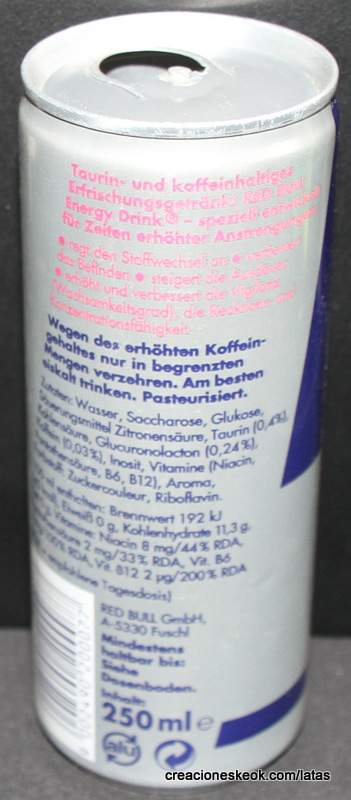 Taurin- und koffeinhaltiges
Erfrischungsgetränk. RED BULL
Energy Drink® – speziell entwickelt
für Zeiten erhöhter Anstrengung.
• regt den Stoffwechsel an • verbessert
das Befinden • steigert die Ausdauer
• erhöht und verbessert die Vigilanz
(Wachsamkeitsgrad), die Reaktions- und
Konzentrationsfähigkeit
Wegen des erhöhten Koffein-
gehaltes nur in begrenzten
Mengen verzehren. Am besten
eiskalt trinken. Pasteurisiert.
Zutaten: Wasser, Saccharose, Glukose,
Säuerungsmittel Zitronensäure, Taurin (0,4%),
Kohlensäure, Glucuronolacton (0,24%),
Koffein (0,03%), Inosit, Vitamine (Niacin,
Pantothensäure, B6, B12), Aroma,
Zuckercouleur, Riboflavin.
ml enthalten: Brennwert 192 kJ
Eiweiß 0 g, Kohlenhydrate 11,3 g,
Vitamine: Niacin 8 mg/44% RDA,
2 mg/33% RDA, Vit. B6
RDA, Vit. B12 2 µg/200% RDA
Tagesdosis)
RED BULL GmbH,
A-5330 Fuschl
Mindestens
haltbar bis:
Siehe
Dosenboden.
Inhalt:
250 ml e
alu
creacioneskeok.com/latas